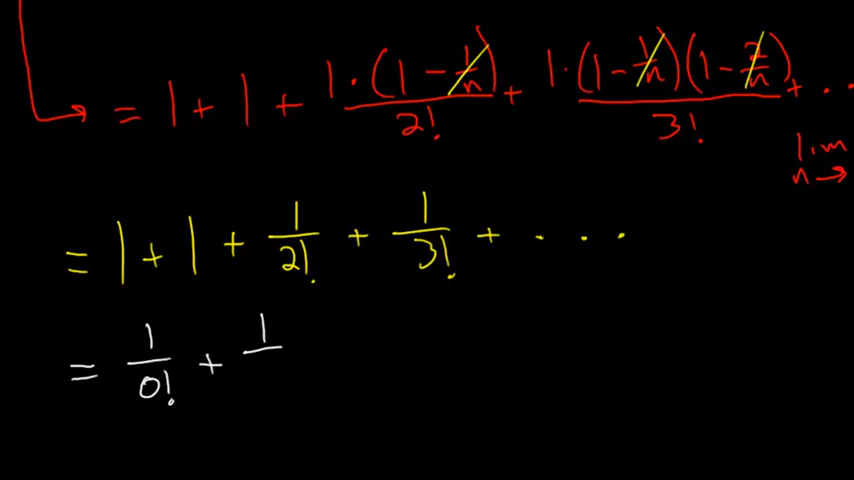 = 1 + 1 + 1·(1 - 1/n)/2! + 1·(1 - 1/n)(1 - 2/n)/3! + ..
lim
n →
= 1 + 1 + 1/2! + 1/3! + ...
= 1/0! + 1